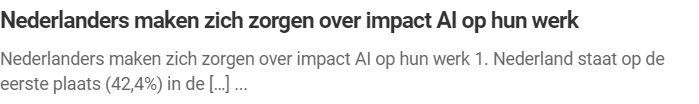 Nederlanders maken zich zorgen over impact AI op hun werk
Nederlanders maken zich zorgen over impact AI op hun werk 1. Nederland staat op de
eerste plaats (42,4%) in de [...] ...